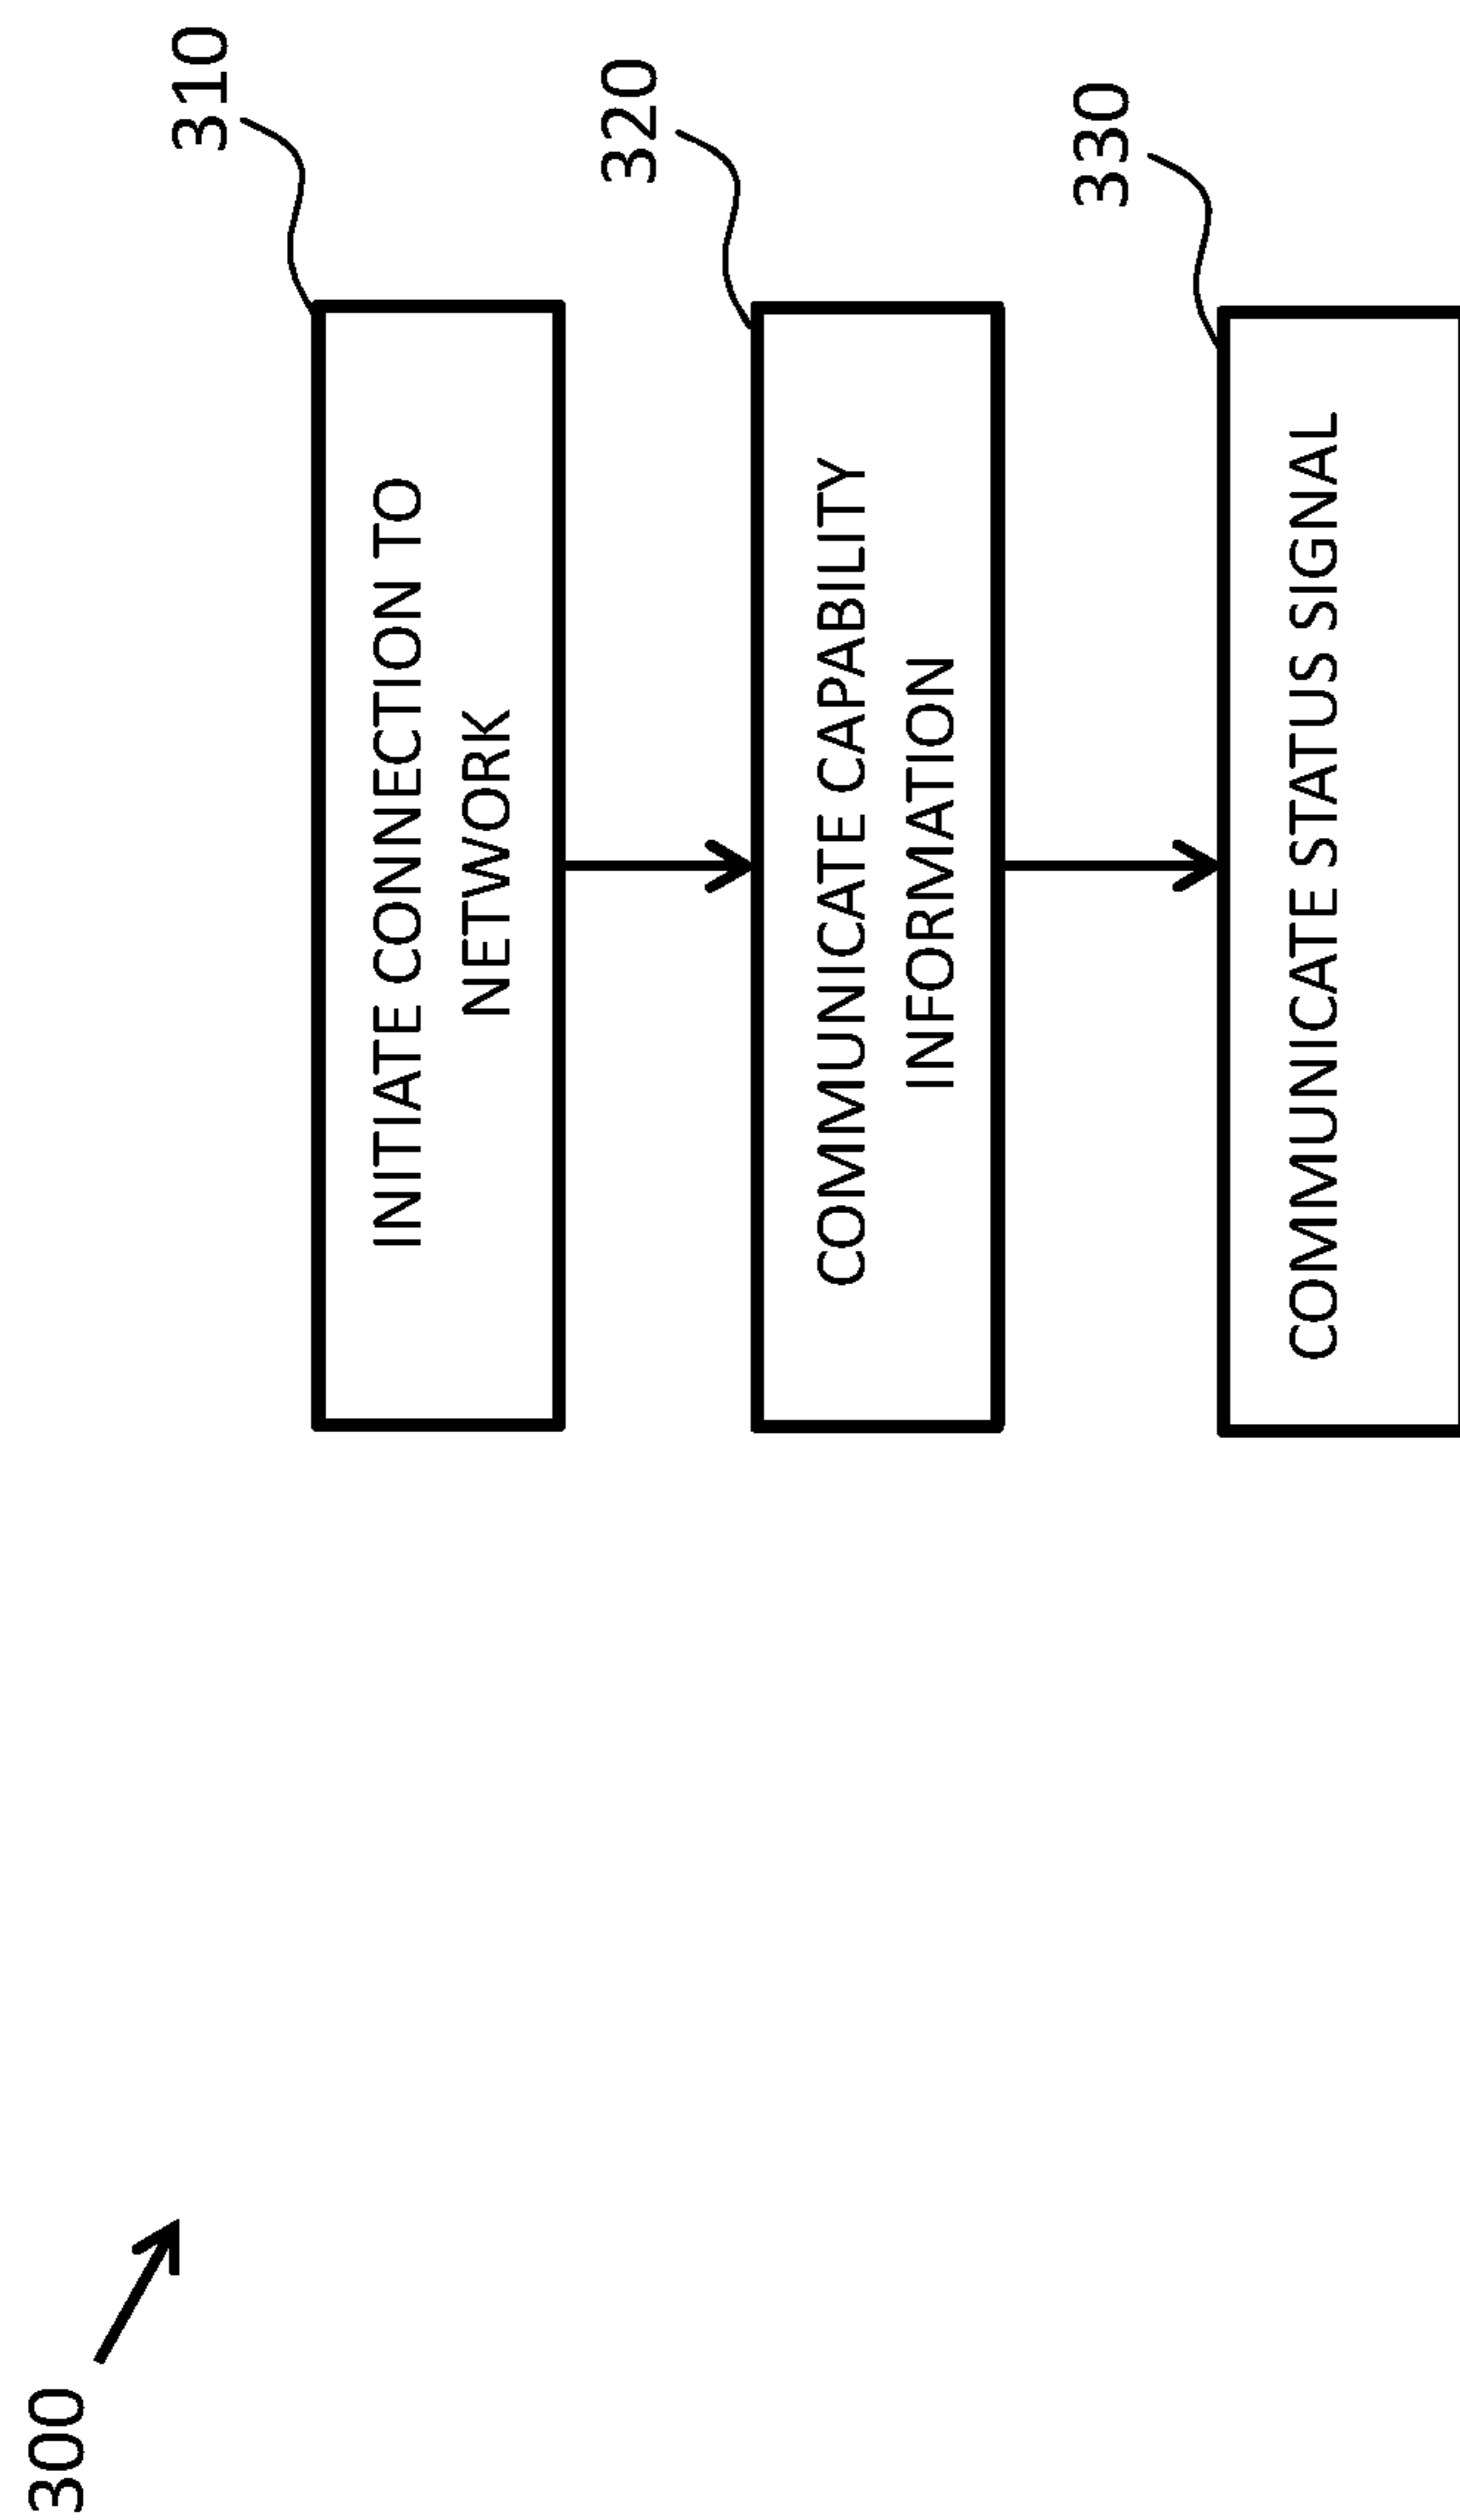 300
310
INITIATE CONNECTION TO
NETWORK
320
COMMUNICATE CAPABILITY
INFORMATION
330
COMMUNICATE STATUS SIGNAL